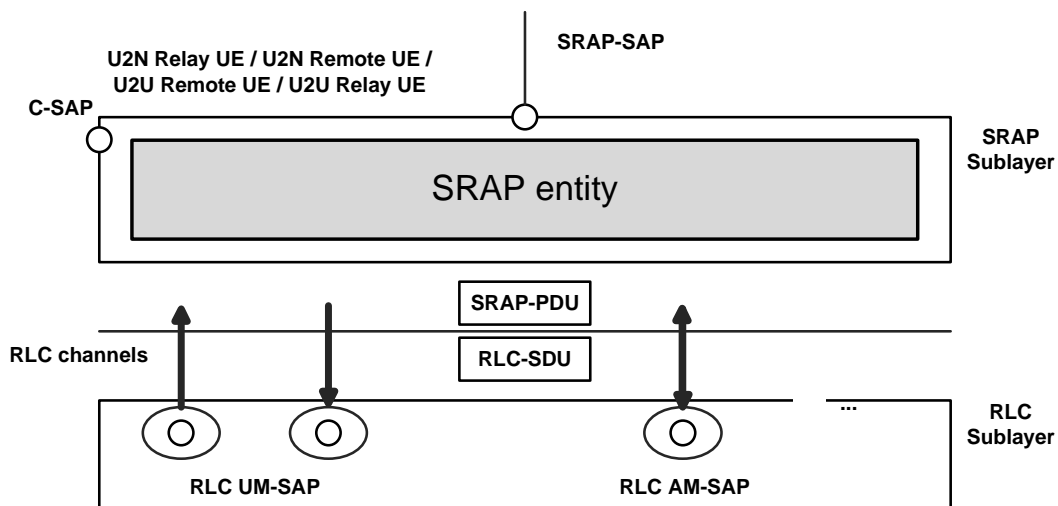 SRAP-SAP
U2N Relay UE / U2N Remote UE /
U2U Remote UE / U2U Relay UE
C-SAP
SRAP
Sublayer
SRAP entity
SRAP-PDU
RLC channels
RLC-SDU
...
RLC
Sublayer
RLC UM-SAP
RLC AM-SAP